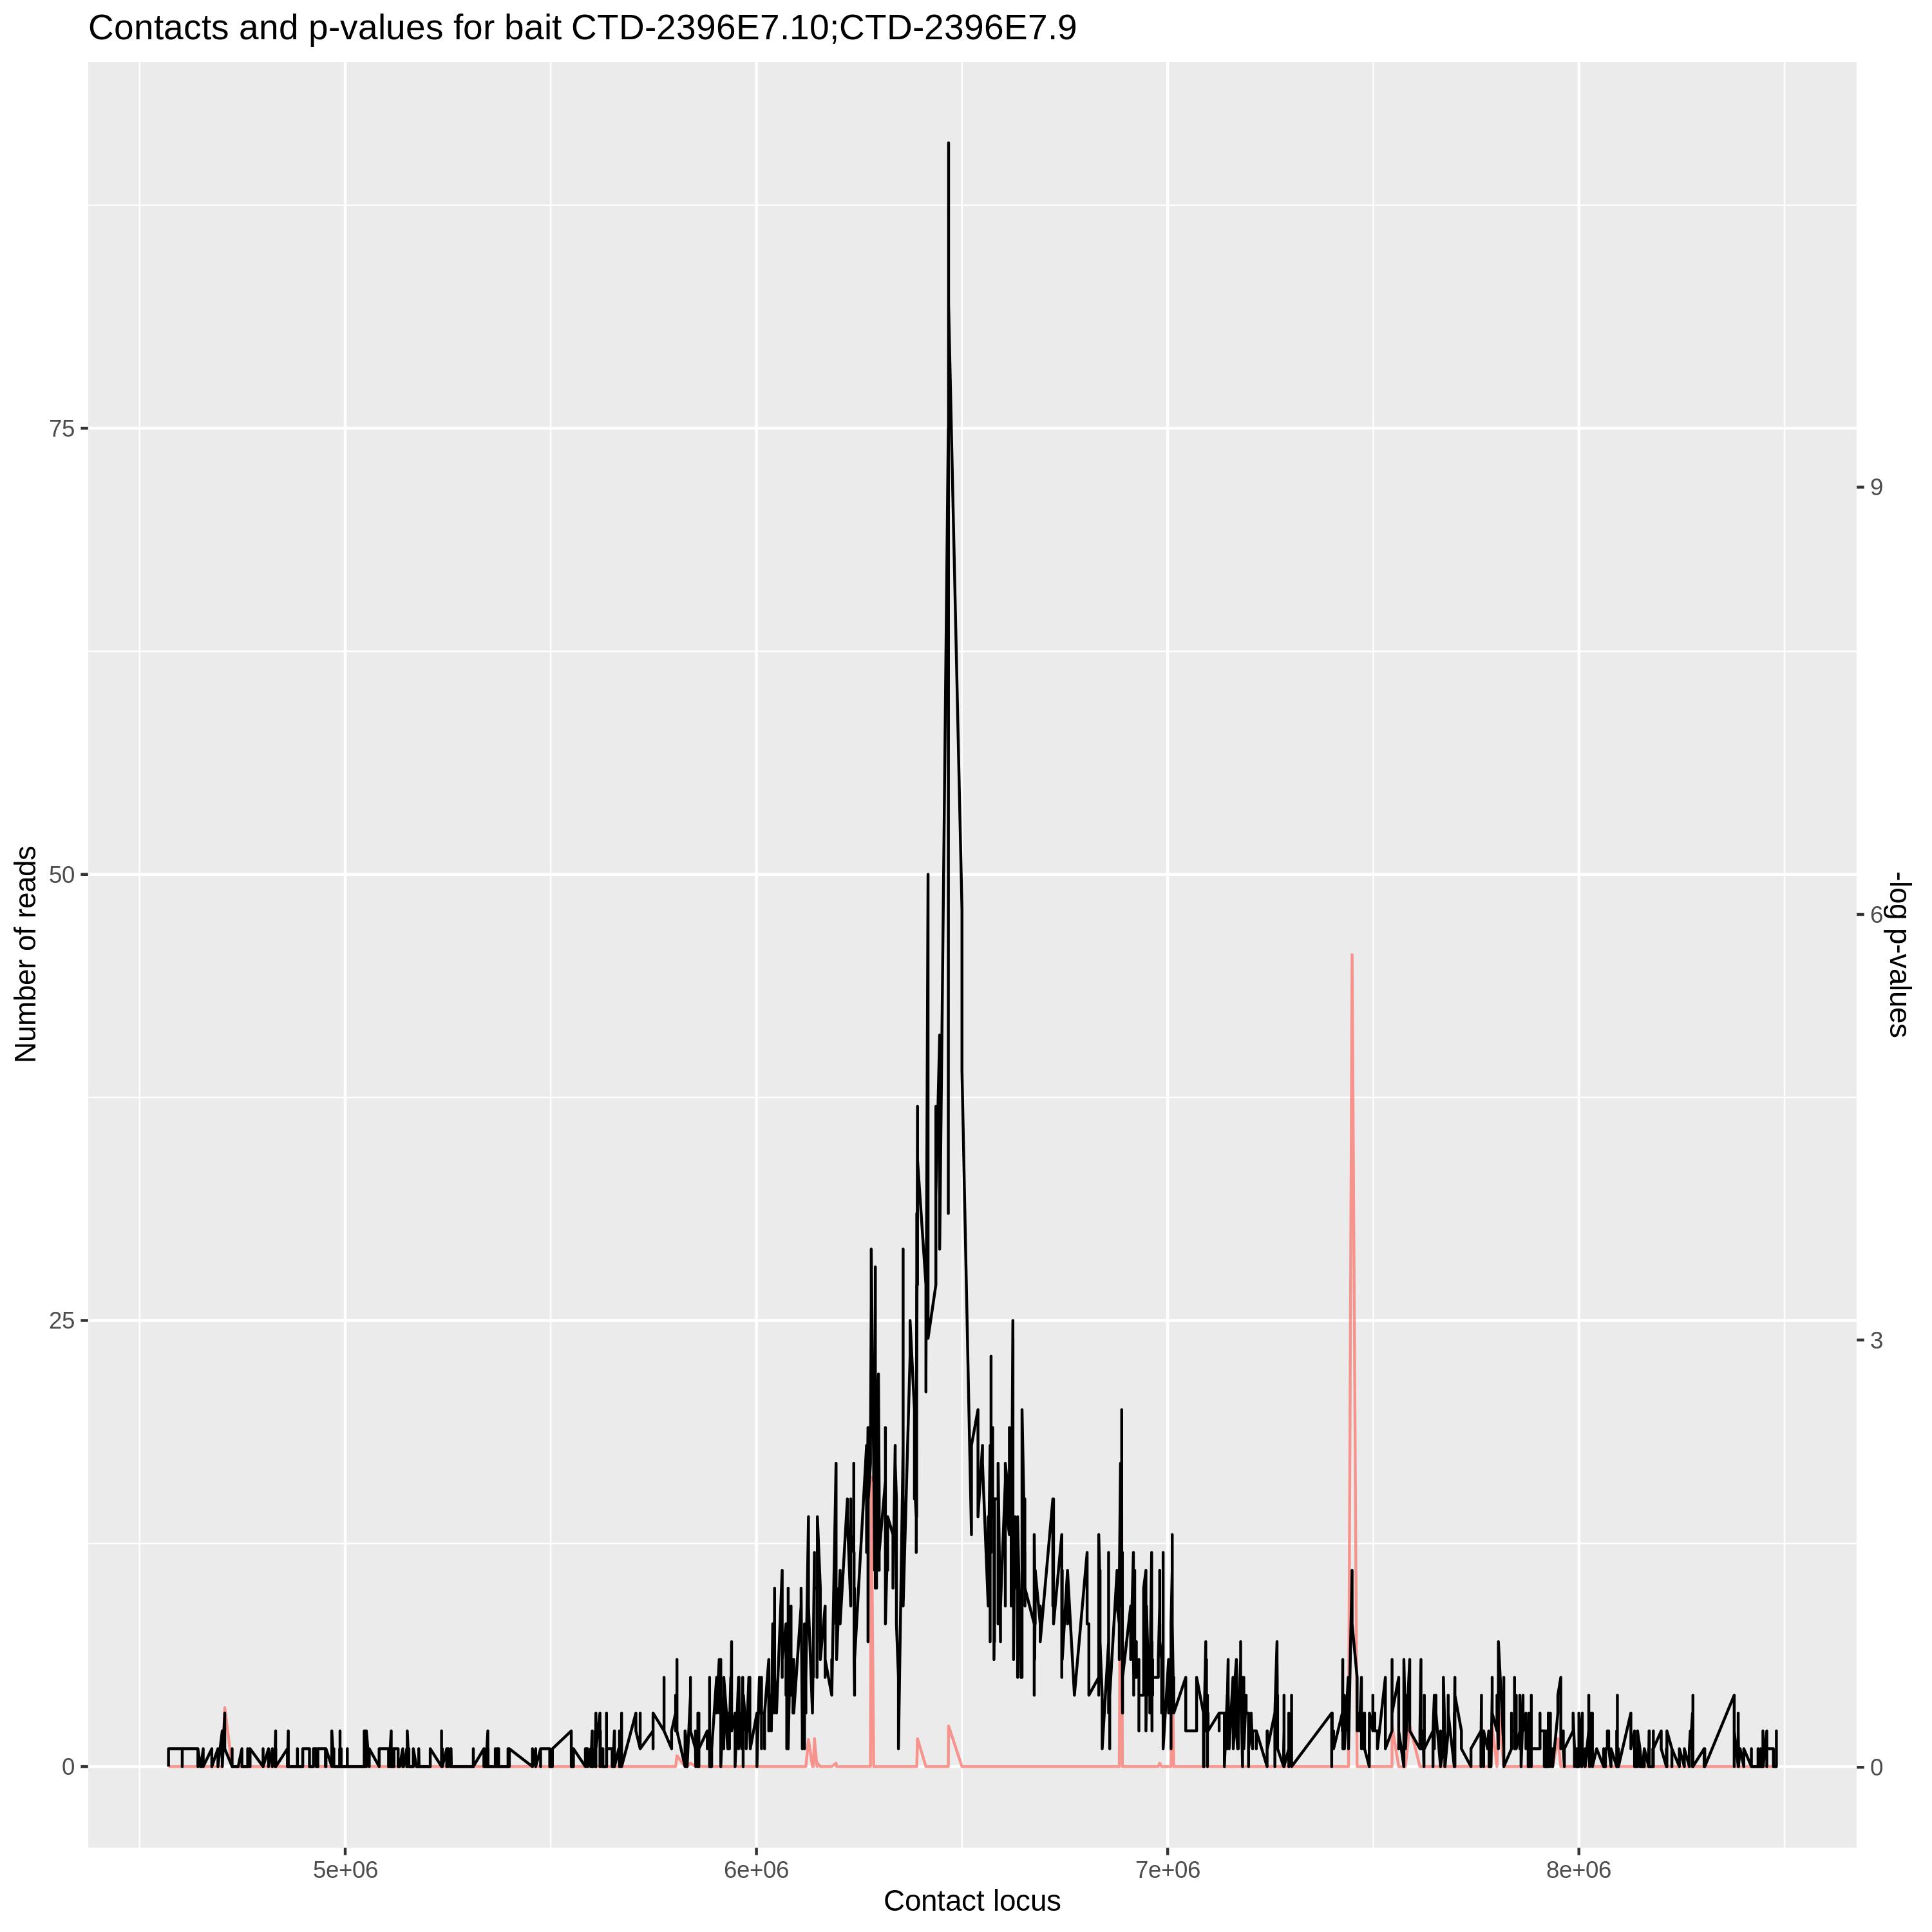 Contacts and p-values for bait CTD-2396E7.10;CTD-2396E7.9
Number of reads
75
50
25
0
9
6
3
0
-log p-values
5e+06
6e+06
7e+06
8e+06
Contact locus